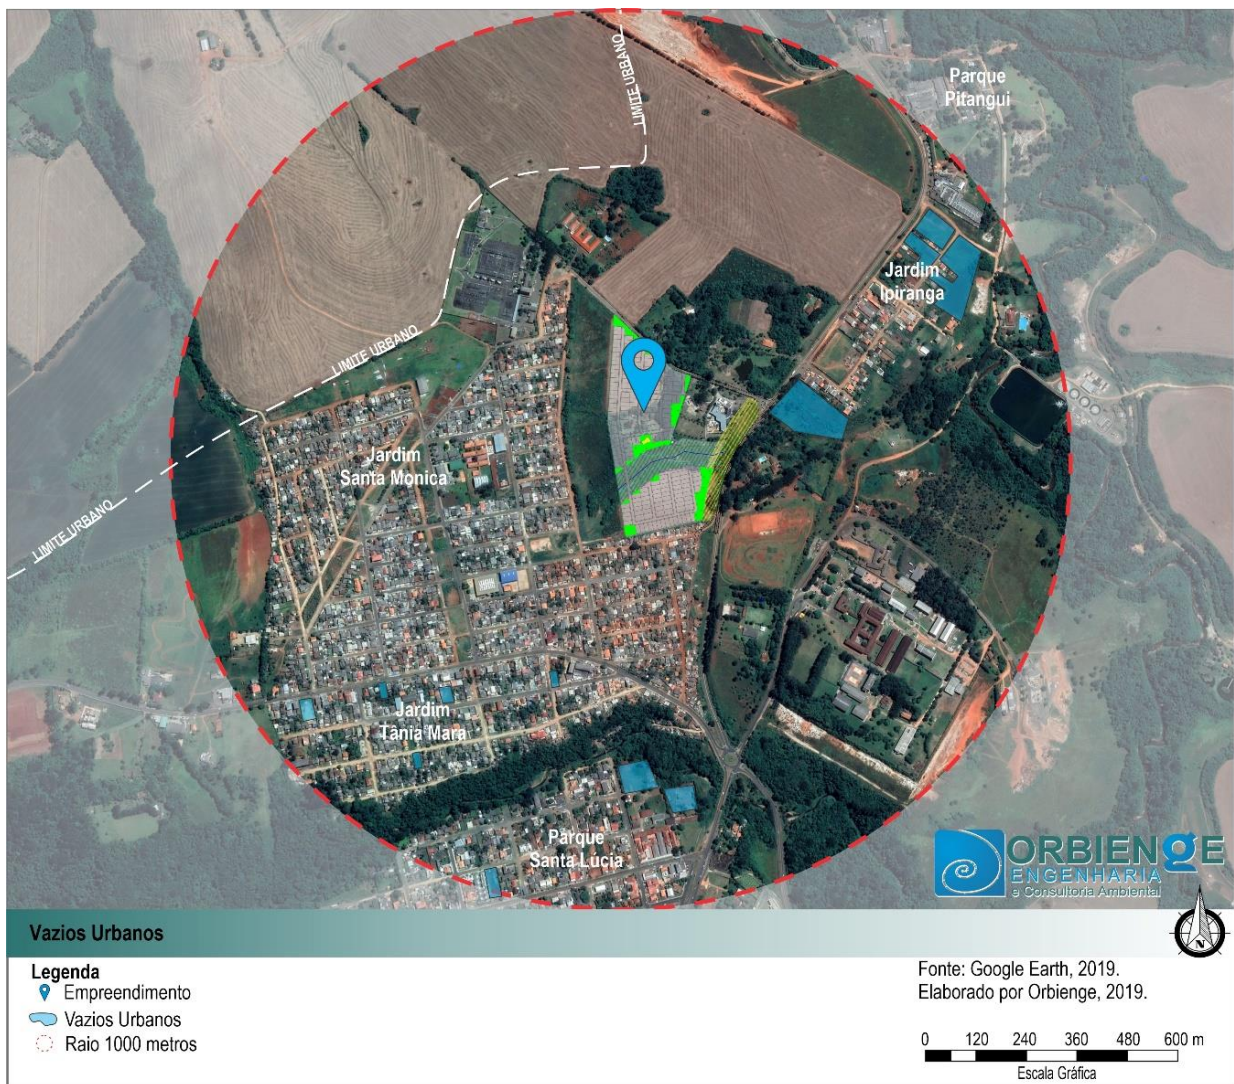 Parque
Pitangui
LIMITE URBANO
Jardim
Ipiranga
LIMITE URBANO
Jardim
Santa Monica
LIMITE URBANO
Jardim
Tânia Mara
Parque
Santa Lucia
ORBIENGE
ENGENHARIA
e Consultoria Ambiental
Vazios Urbanos
N
Legenda
Empreendimento
Vazios Urbanos
Raio 1000 metros
Fonte: Google Earth, 2019.
Elaborado por Orbienge, 2019.
0 120 240 360 480 600 m
Escala Gráfica